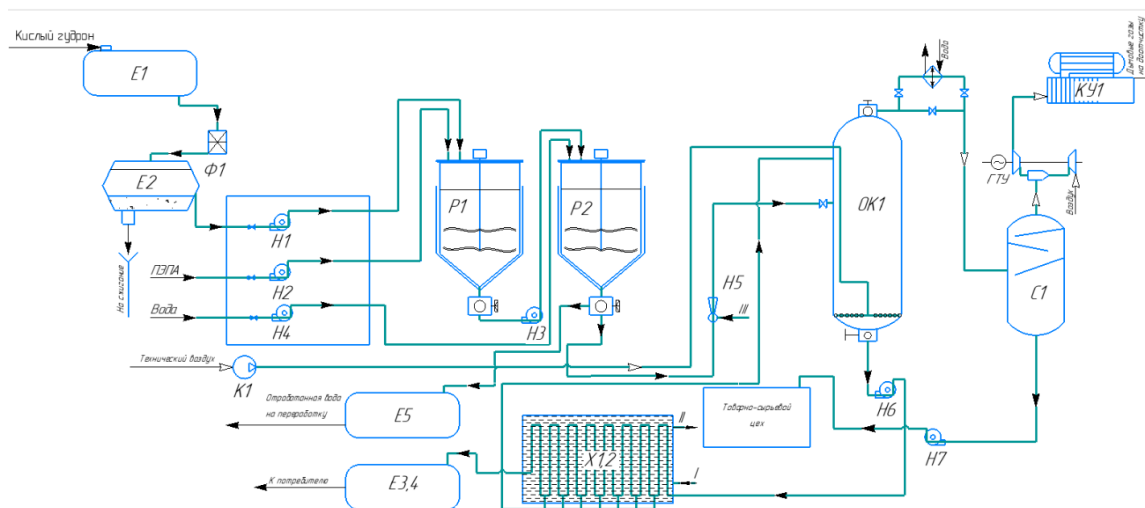 Кислый гудрон
Е1
Ф1
Е2
На сжигание
ПЭПА
Вода
Н1
Н2
Н4
Р1
Р2
Н3
Н5
III
Технический воздух
К1
Отработанная вода
на переработку
Е5
К потребителю
Е3,4
Х1,2
II
I
Товарно-сырьевой
цех
ОК1
Вода
Н6
Н7
С1
ГТУ
Воздух
КУ1
Дымовые газы
на доочистку